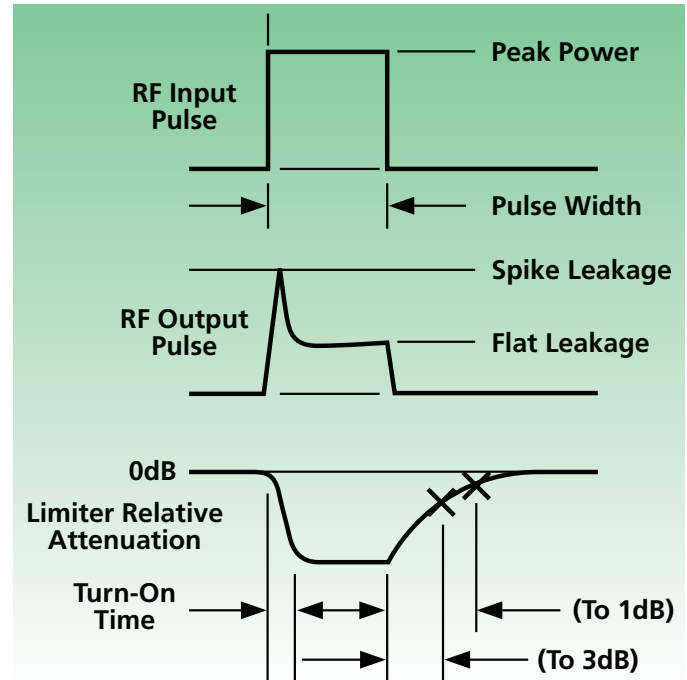 Peak Power
RF Input
Pulse
Pulse Width
Spike Leakage
RF Output
Pulse
Flat Leakage
0dB
Limiter Relative
Attenuation
Turn-On
Time
(To 1dB)
(To 3dB)